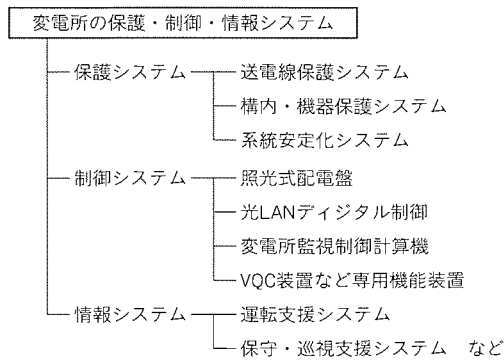 変電所の保護・制御・情報システム
保護システム 送電線保護システム
構内・機器保護システム
系統安定化システム
制御システム 照光式配電盤
光LANディジタル制御
変電所監視制御計算機
VQC装置など専用機能装置
情報システム 運転支援システム
保守・巡視支援システム など